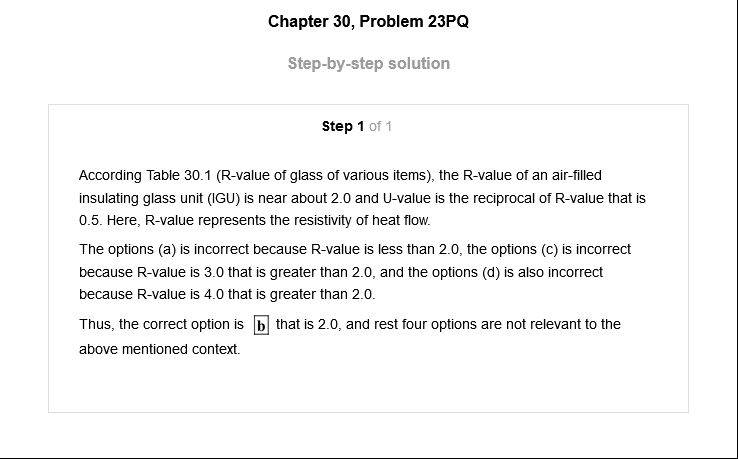 Chapter 30, Problem 23PQ
Step-by-step solution
Step 1 of 1
According Table 30.1 (R-value of glass of various items), the R-value of an air-filled
insulating glass unit (IGU) is near about 2.0 and U-value is the reciprocal of R-value that is
0.5. Here, R-value represents the resistivity of heat flow.
The options (a) is incorrect because R-value is less than 2.0, the options (c) is incorrect
because R-value is 3.0 that is greater than 2.0, and the options (d) is also incorrect
because R-value is 4.0 that is greater than 2.0.
Thus, the correct option is b that is 2.0, and rest four options are not relevant to the
above mentioned context.